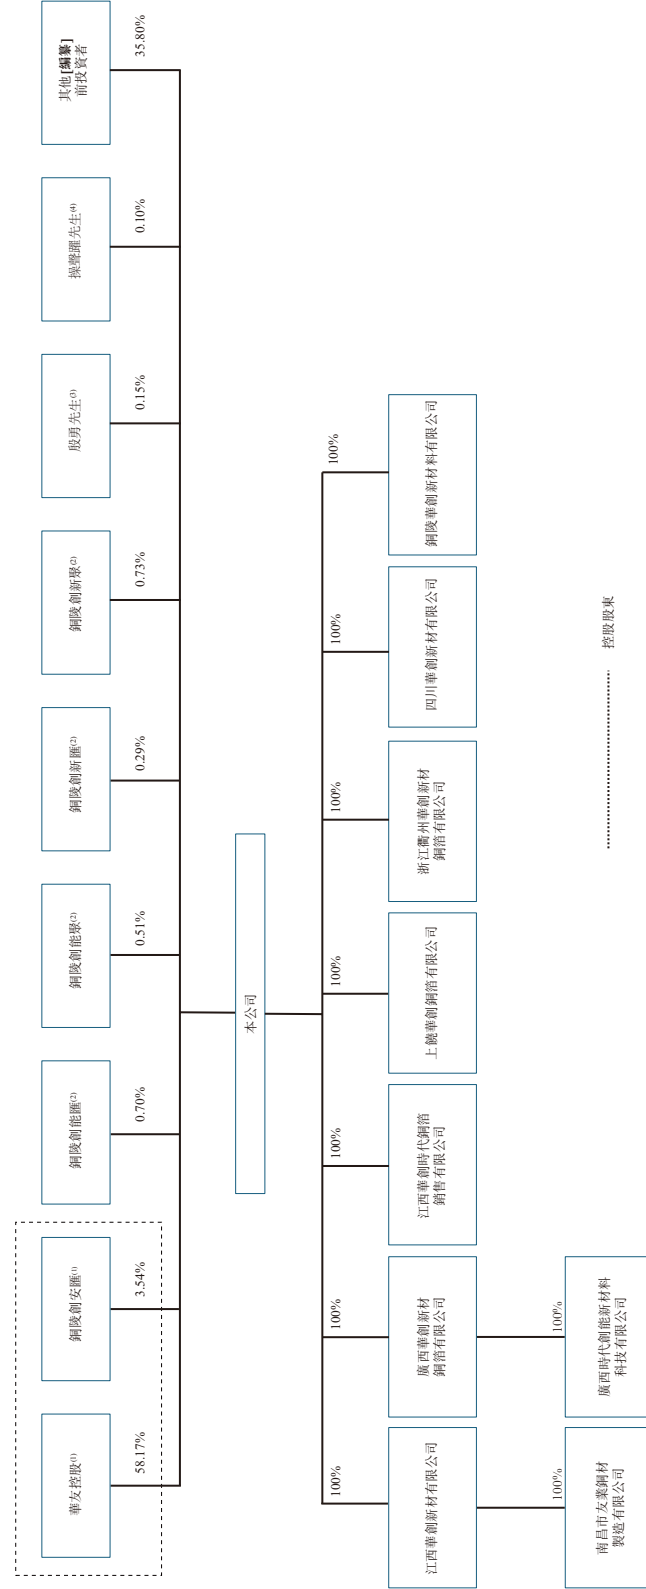 華友控股(1)
銅陵創安匯(1)
銅陵創能匯(2)
銅陵創能聚(2)
銅陵創新匯(2)
銅陵創新聚(2)
殷勇先生(3)
操聲躍先生(4)
其他[編纂]
前投資者
58.17%
3.54%
0.70%
0.51%
0.29%
0.73%
0.15%
0.10%
35.80%
本公司
100%
100%
100%
100%
100%
100%
100%
江西華創新材有限公司
廣西華創新材
銅箔有限公司
江西華創時代銅箔
銷售有限公司
上饒華創銅箔有限公司
浙江衢州華創新材
銅箔有限公司
四川華創新材有限公司
銅陵華創新材料有限公司
100%
100%
南昌市友業銅材
製造有限公司
廣西時代創能新材料
科技有限公司
控股股東